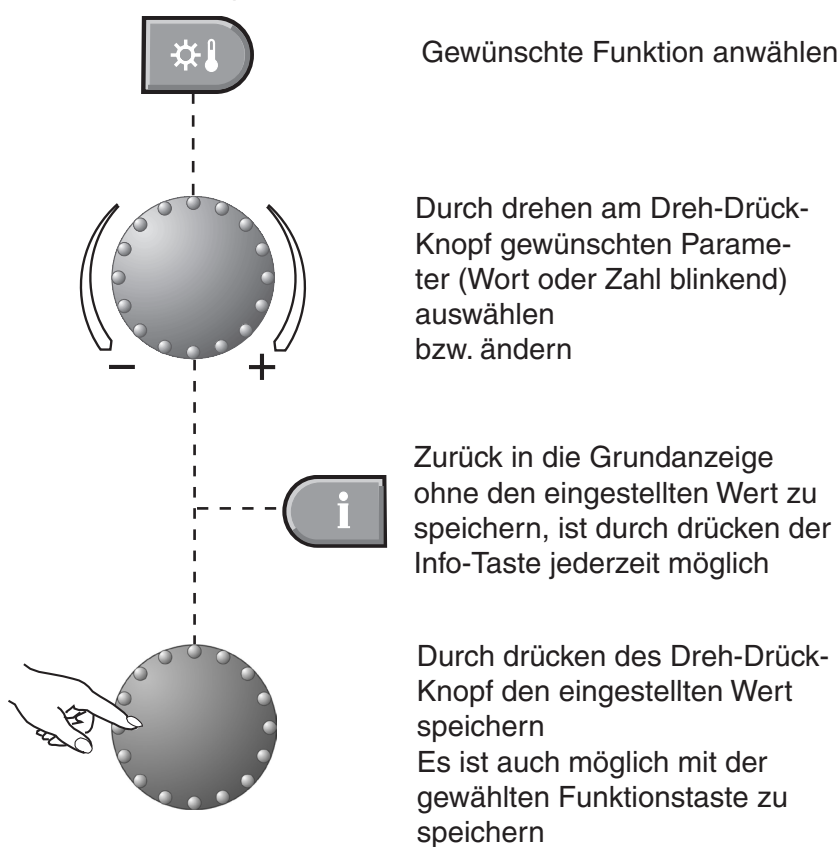 Gewünschte Funktion anwählen
Durch drehen am Dreh-Drück-
Knopf gewünschten Parame-
ter (Wort oder Zahl blinkend)
auswählen
bzw. ändern
– +
Zurück in die Grundanzeige
ohne den eingestellten Wert zu
speichern, ist durch drücken der
Info-Taste jederzeit möglich
i
Durch drücken des Dreh-Drück-
Knopf den eingestellten Wert
speichern
Es ist auch möglich mit der
gewählten Funktionstaste zu
speichern